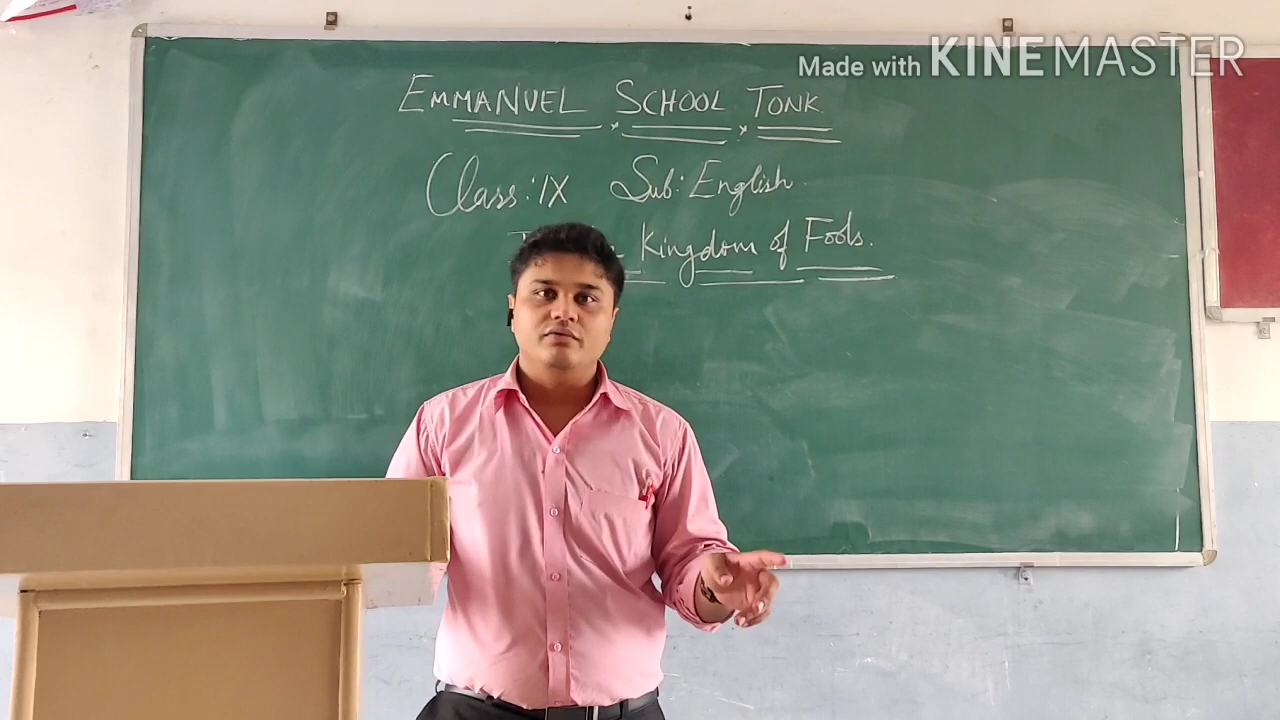 Made with KINEMASTER
EMMANUEL SCHOOL TONK
Class: IX Sub: English
Kingdom of Fools.